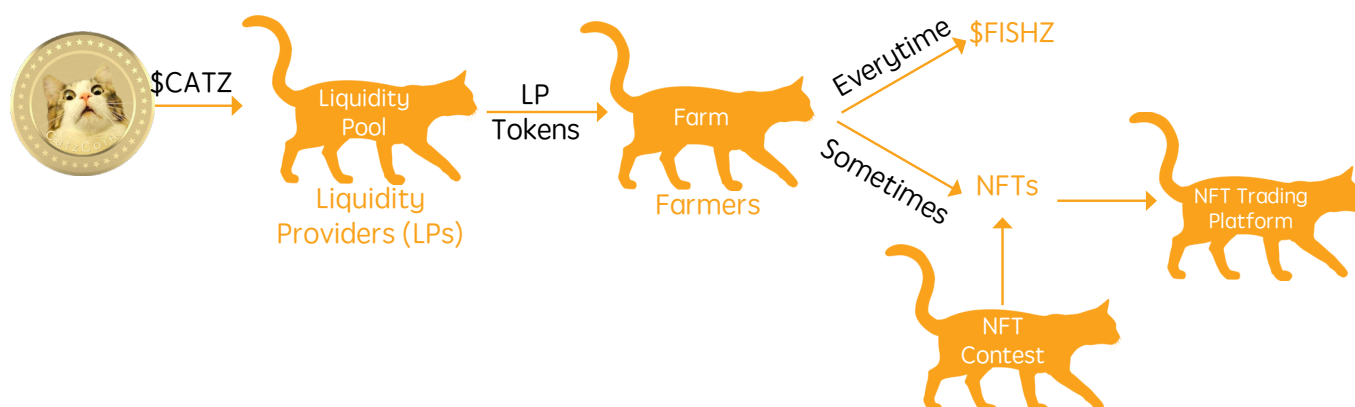 $CATZ
Liquidity
Pool
Liquidity
Providers (LPs)
LP
Tokens
Farm
Farmers
Everytime
$FISHZ
Sometimes
NFTs
NFT Trading
Platform
NFT
Contest